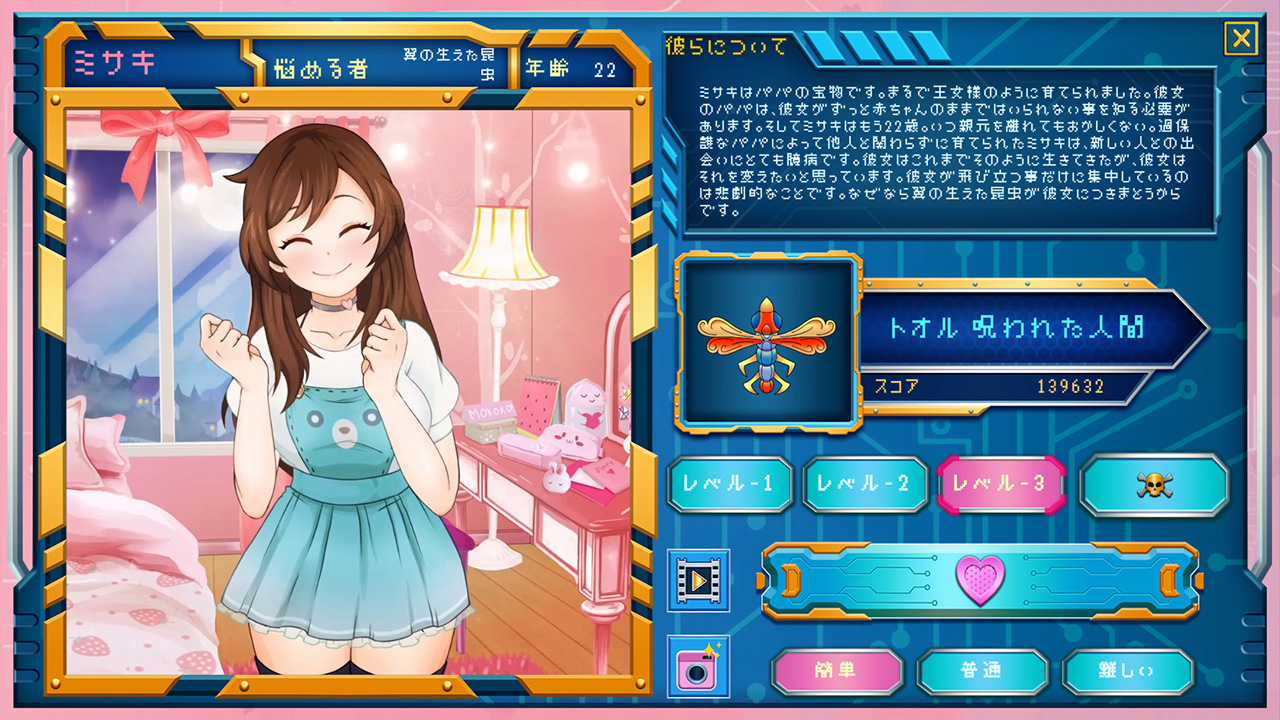 ミサキ
悩める者
翼の生えた昆
虫
年齢 22
彼らについて
ミサキはパパの宝物です。まるで王女様のように育てられました。彼女
のパパは、彼女がずっと赤ちゃんのままではいられない事を知る必要が
あります。そしてミサキはもう22歳。いつ親元を離れてもおかしくない。過保
護なパパによって他人と関わらずに育てられたミサキは、新しい人との出
会いにとても臆病です。彼女はこれまでそのように生きてきたが、彼女は
それを変えたいと思っています。彼女が飛び立つ事だけに集中しているの
は悲劇的なことです。なぜなら翼の生えた昆虫が彼女につきまとうから
です。
トオル 呪われた人間
スコア 139632
レベル-1 レベル-2 レベル-3
MOKOKO
簡単 普通 難しい